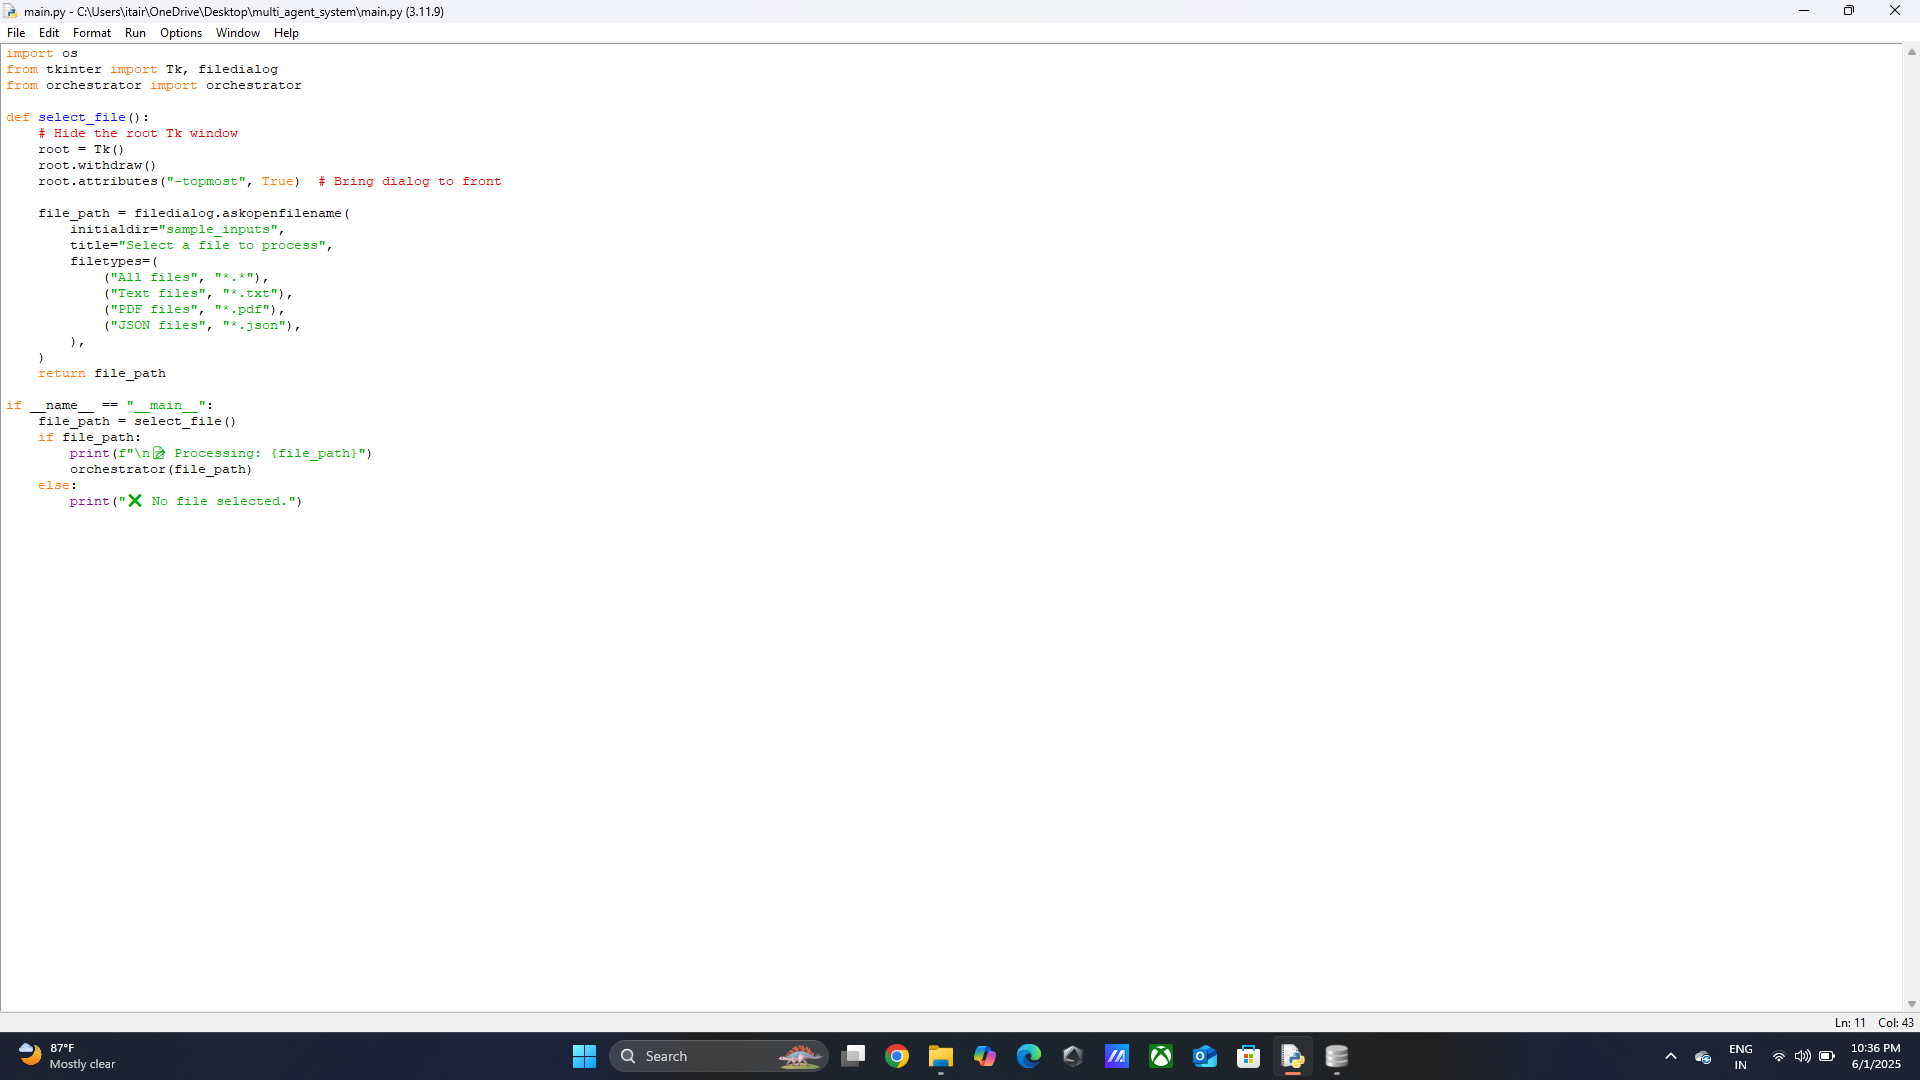 main.py - C:\Users\itair\OneDrive\Desktop\multi_agent_system\main.py (3.11.9)
File Edit Format Run Options Window Help
import os
from tkinter import Tk, filedialog
from orchestrator import orchestrator

def select_file():
    # Hide the root Tk window
    root = Tk()
    root.withdraw()
    root.attributes("-topmost", True)  # Bring dialog to front

    file_path = filedialog.askopenfilename(
        initialdir="sample_inputs",
        title="Select a file to process",
        filetypes=(
            ("All files", "*.*"),
            ("Text files", "*.txt"),
            ("PDF files", "*.pdf"),
            ("JSON files", "*.json"),
        ),
    )
    return file_path

if __name__ == "__main__":
    file_path = select_file()
    if file_path:
        print(f"\n📝 Processing: {file_path}")
        orchestrator(file_path)
    else:
        print("❌ No file selected.")
Ln: 11 Col: 43
87°F
Mostly clear
Search
ENG
IN
10:36 PM
6/1/2025